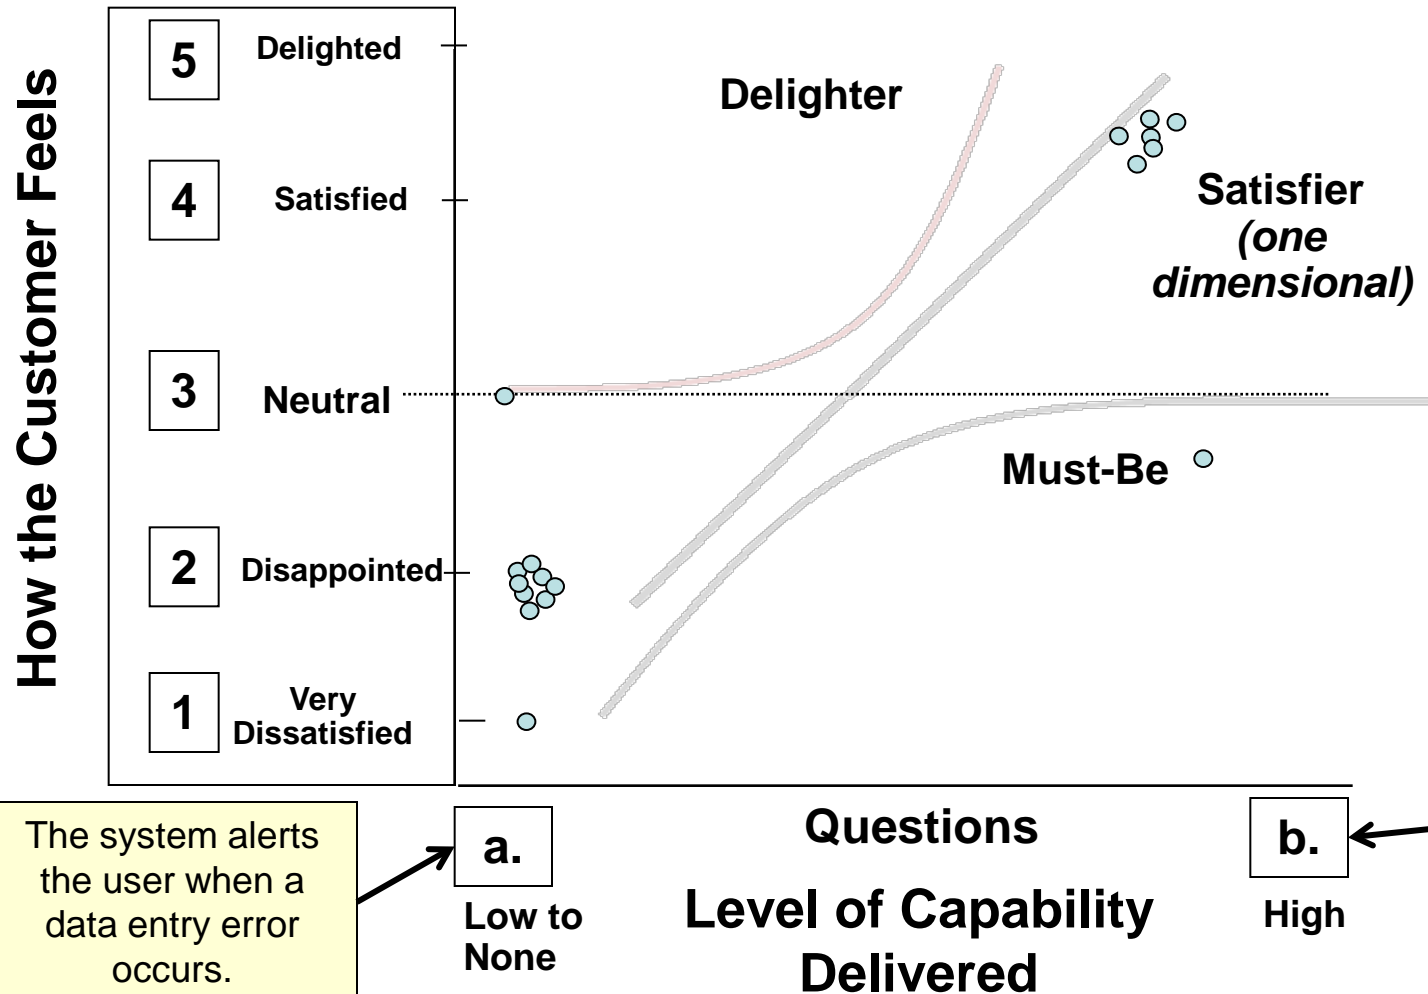 How the Customer Feels
5 Delighted
4 Satisfied
3 Neutral
2 Disappointed
1 Very
Dissatisfied
Delighter
Satisfier
(one
dimensional)
Must-Be
The system alerts
the user when a
data entry error
occurs.
a.
Low to
None
Questions
Level of Capability
Delivered
b.
High